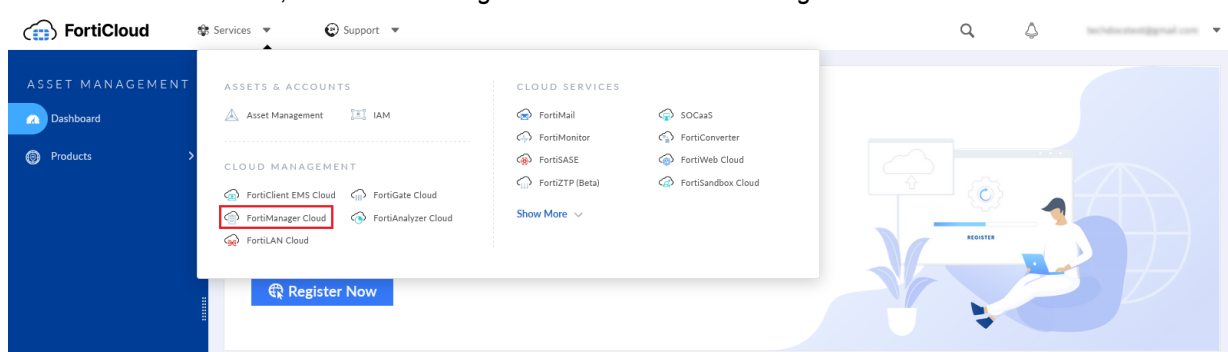 FortiCloud
Services
Support
ASSET MANAGEMENT
Dashboard
Products
ASSETS & ACCOUNTS
Asset Management
IAM
CLOUD MANAGEMENT
FortiClient EMS Cloud
FortiGate Cloud
FortiManager Cloud
FortiAnalyzer Cloud
FortiLAN Cloud
CLOUD SERVICES
FortiMail
SOCaaS
FortiMonitor
FortiConverter
FortiSASE
FortiWeb Cloud
FortiZTP (Beta)
FortiSandbox Cloud
Show More
REGISTER
Register Now